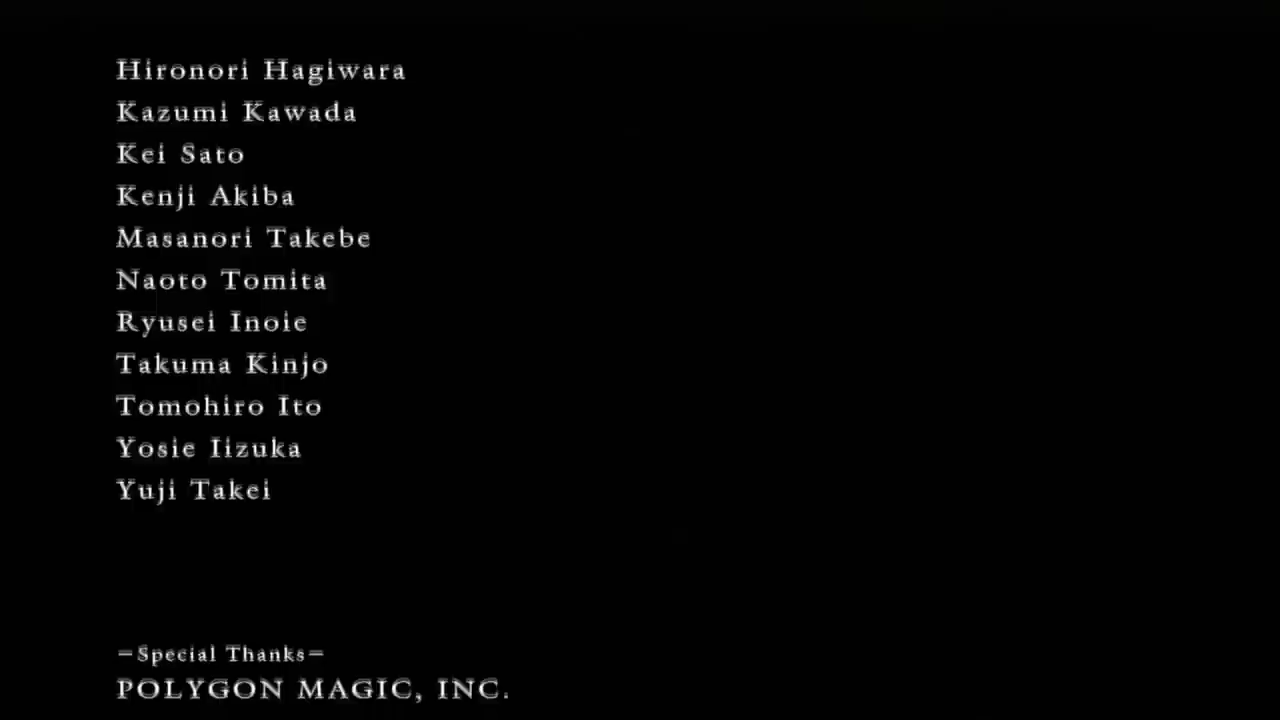 Hironori Hagiwara
Kazumi Kawada
Kei Sato
Kenji Akiba
Masanori Takebe
Naoto Tomita
Ryusei Inoie
Takuma Kinjo
Tomohiro Ito
Yosie Iizuka
Yuji Takei
-Special Thanks-
POLYGON MAGIC, INC.